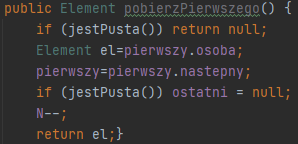 public Element pobierzPierwszego() {
if (jestPusta()) return null;
Element el=pierwszy.osoba;
pierwszy=pierwszy.nastepny;
if (jestPusta()) ostatni = null;
N--;
return el;}